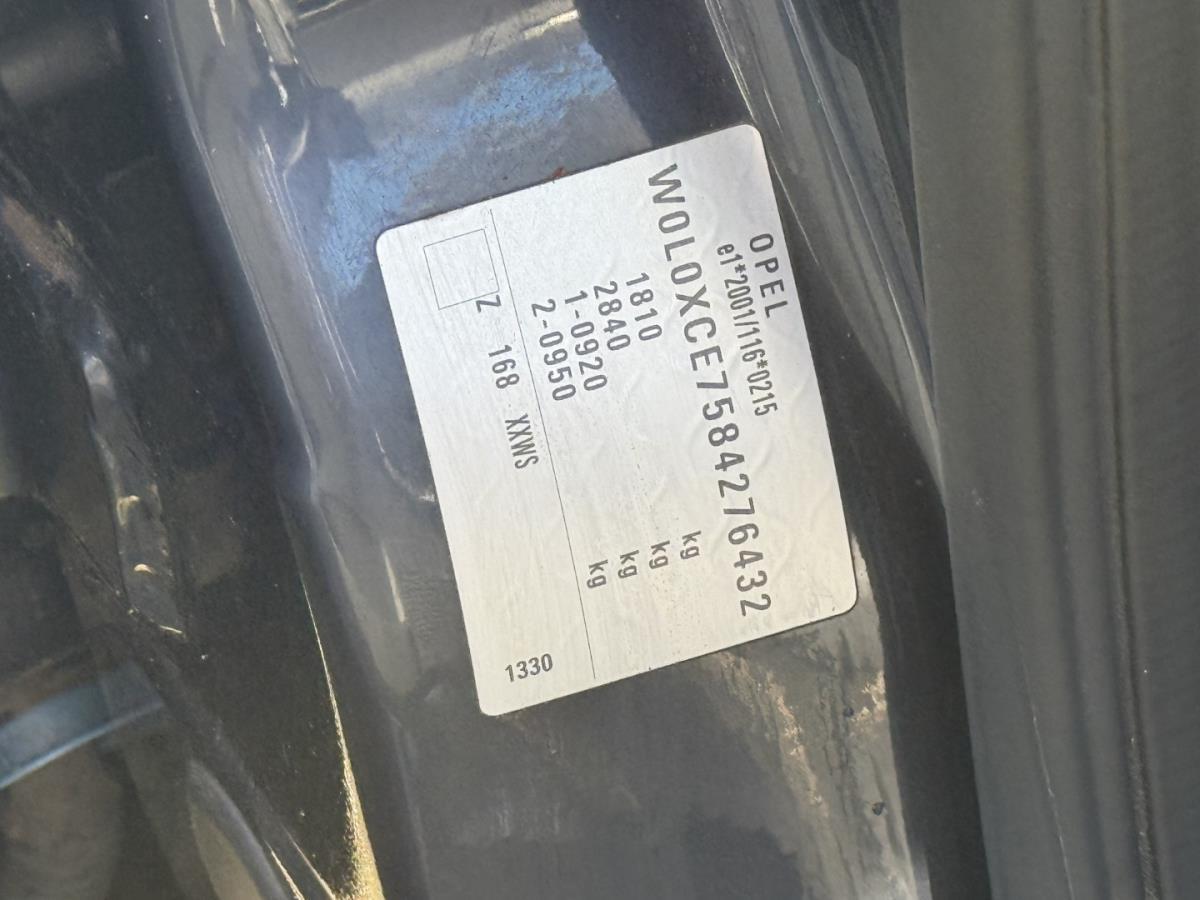 OPEL
e1*2001/116*0215
W0L0XCE7584276432
1810 kg
2840 kg
1-0920 kg
2-0950 kg
Z 168 XXWS
1330